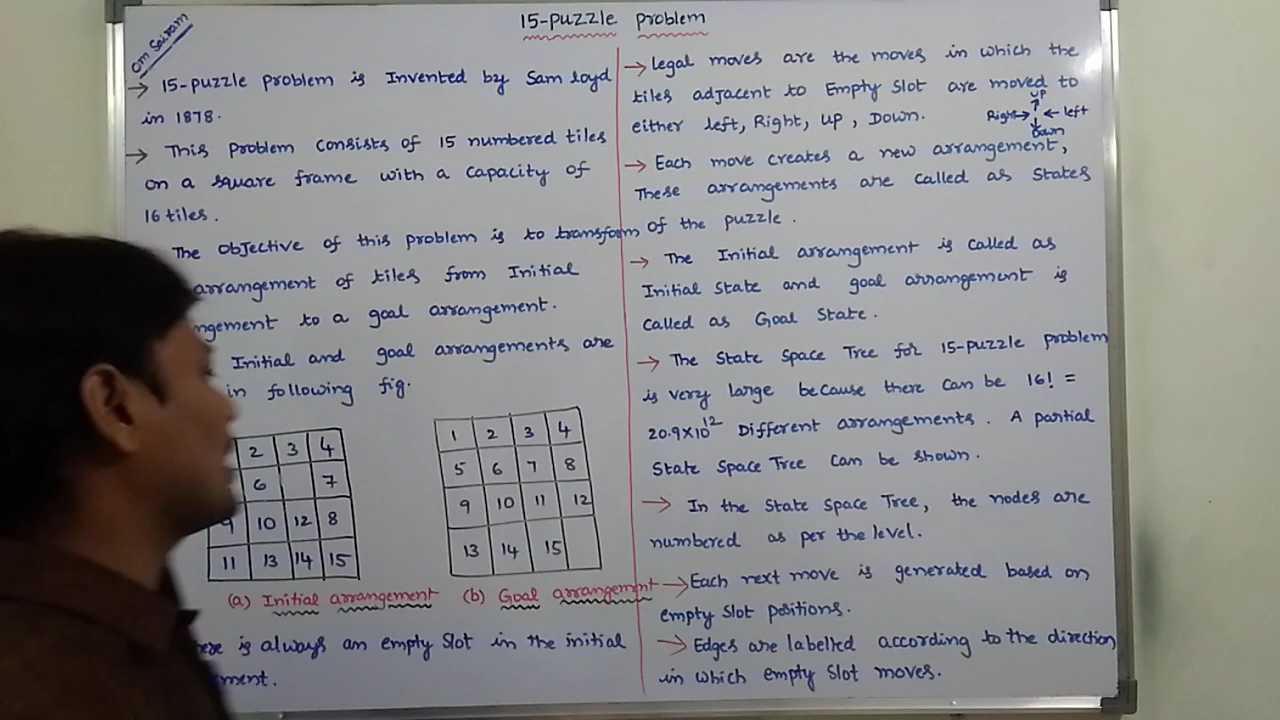 om Sairam
15-puzzle problem
→ 15-puzzle problem is Invented by Sam loyd
in 1878.
→ This problem consists of 15 numbered tiles
on a square frame with a capacity of
16 tiles.
The objective of this problem is to transform
arrangement of tiles from Initial
ngement to a goal arrangement.
Initial and goal arrangements are
in following fig.
2 3 4
6 7
9 10 12 8
11 13 14 15
(a) Initial arrangement
1 2 3 4
5 6 7 8
9 10 11 12
13 14 15
(b) Goal arrangement
ere is always an empty slot in the initial
ement.
→ legal moves are the moves in which the
tiles adjacent to Empty Slot are moved to
either left, Right, Up, Down.
UP
Right→ ← left
Down
→ Each move creates a new arrangement,
These arrangements are called as States
of the puzzle.
→ The Initial arrangement is called as
Initial State and goal arrangement is
called as Goal State.
→ The State Space Tree for 15-puzzle problem
is very large because there can be 16! =
20.9x10^12 Different arrangements. A partial
State Space Tree can be shown.
→ In the State Space Tree, the nodes are
numbered as per the level.
→ Each next move is generated based on
empty slot positions.
→ Edges are labelled according to the direction
in which empty slot moves.